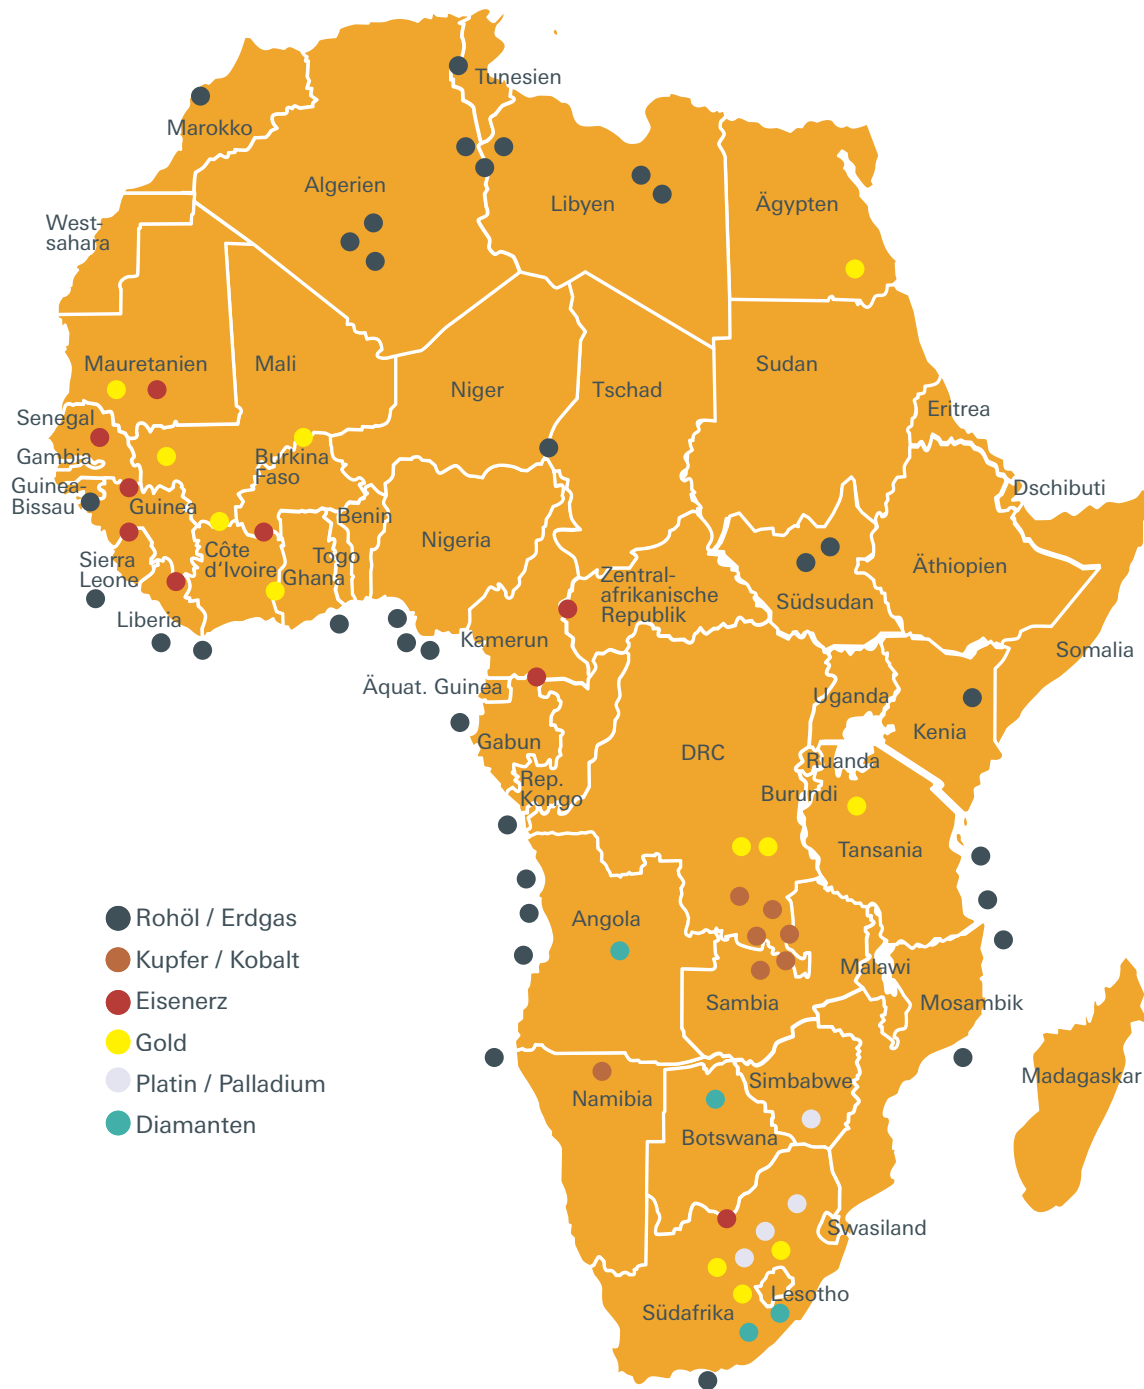 Tunesien
Marokko
Algerien
Libyen
Ägypten
West-
sahara
Mauretanien
Mali
Niger
Tschad
Sudan
Eritrea
Senegal
Gambia
Burkina
Faso
Guinea-
Bissau
Guinea
Dschibuti
Benin
Nigeria
Togo
Ghana
Côte
d'Ivoire
Sierra
Leone
Liberia
Zentral-
afrikanische
Republik
Südsudan
Äthiopien
Kamerun
Somalia
Äquat. Guinea
Uganda
Kenia
Gabun
DRC
Ruanda
Rep.
Kongo
Burundi
Tansania
Angola
Malawi
Sambia
Mosambik
Simbabwe
Namibia
Madagaskar
Botswana
Swasiland
Lesotho
Südafrika
Rohöl / Erdgas
Kupfer / Kobalt
Eisenerz
Gold
Platin / Palladium
Diamanten